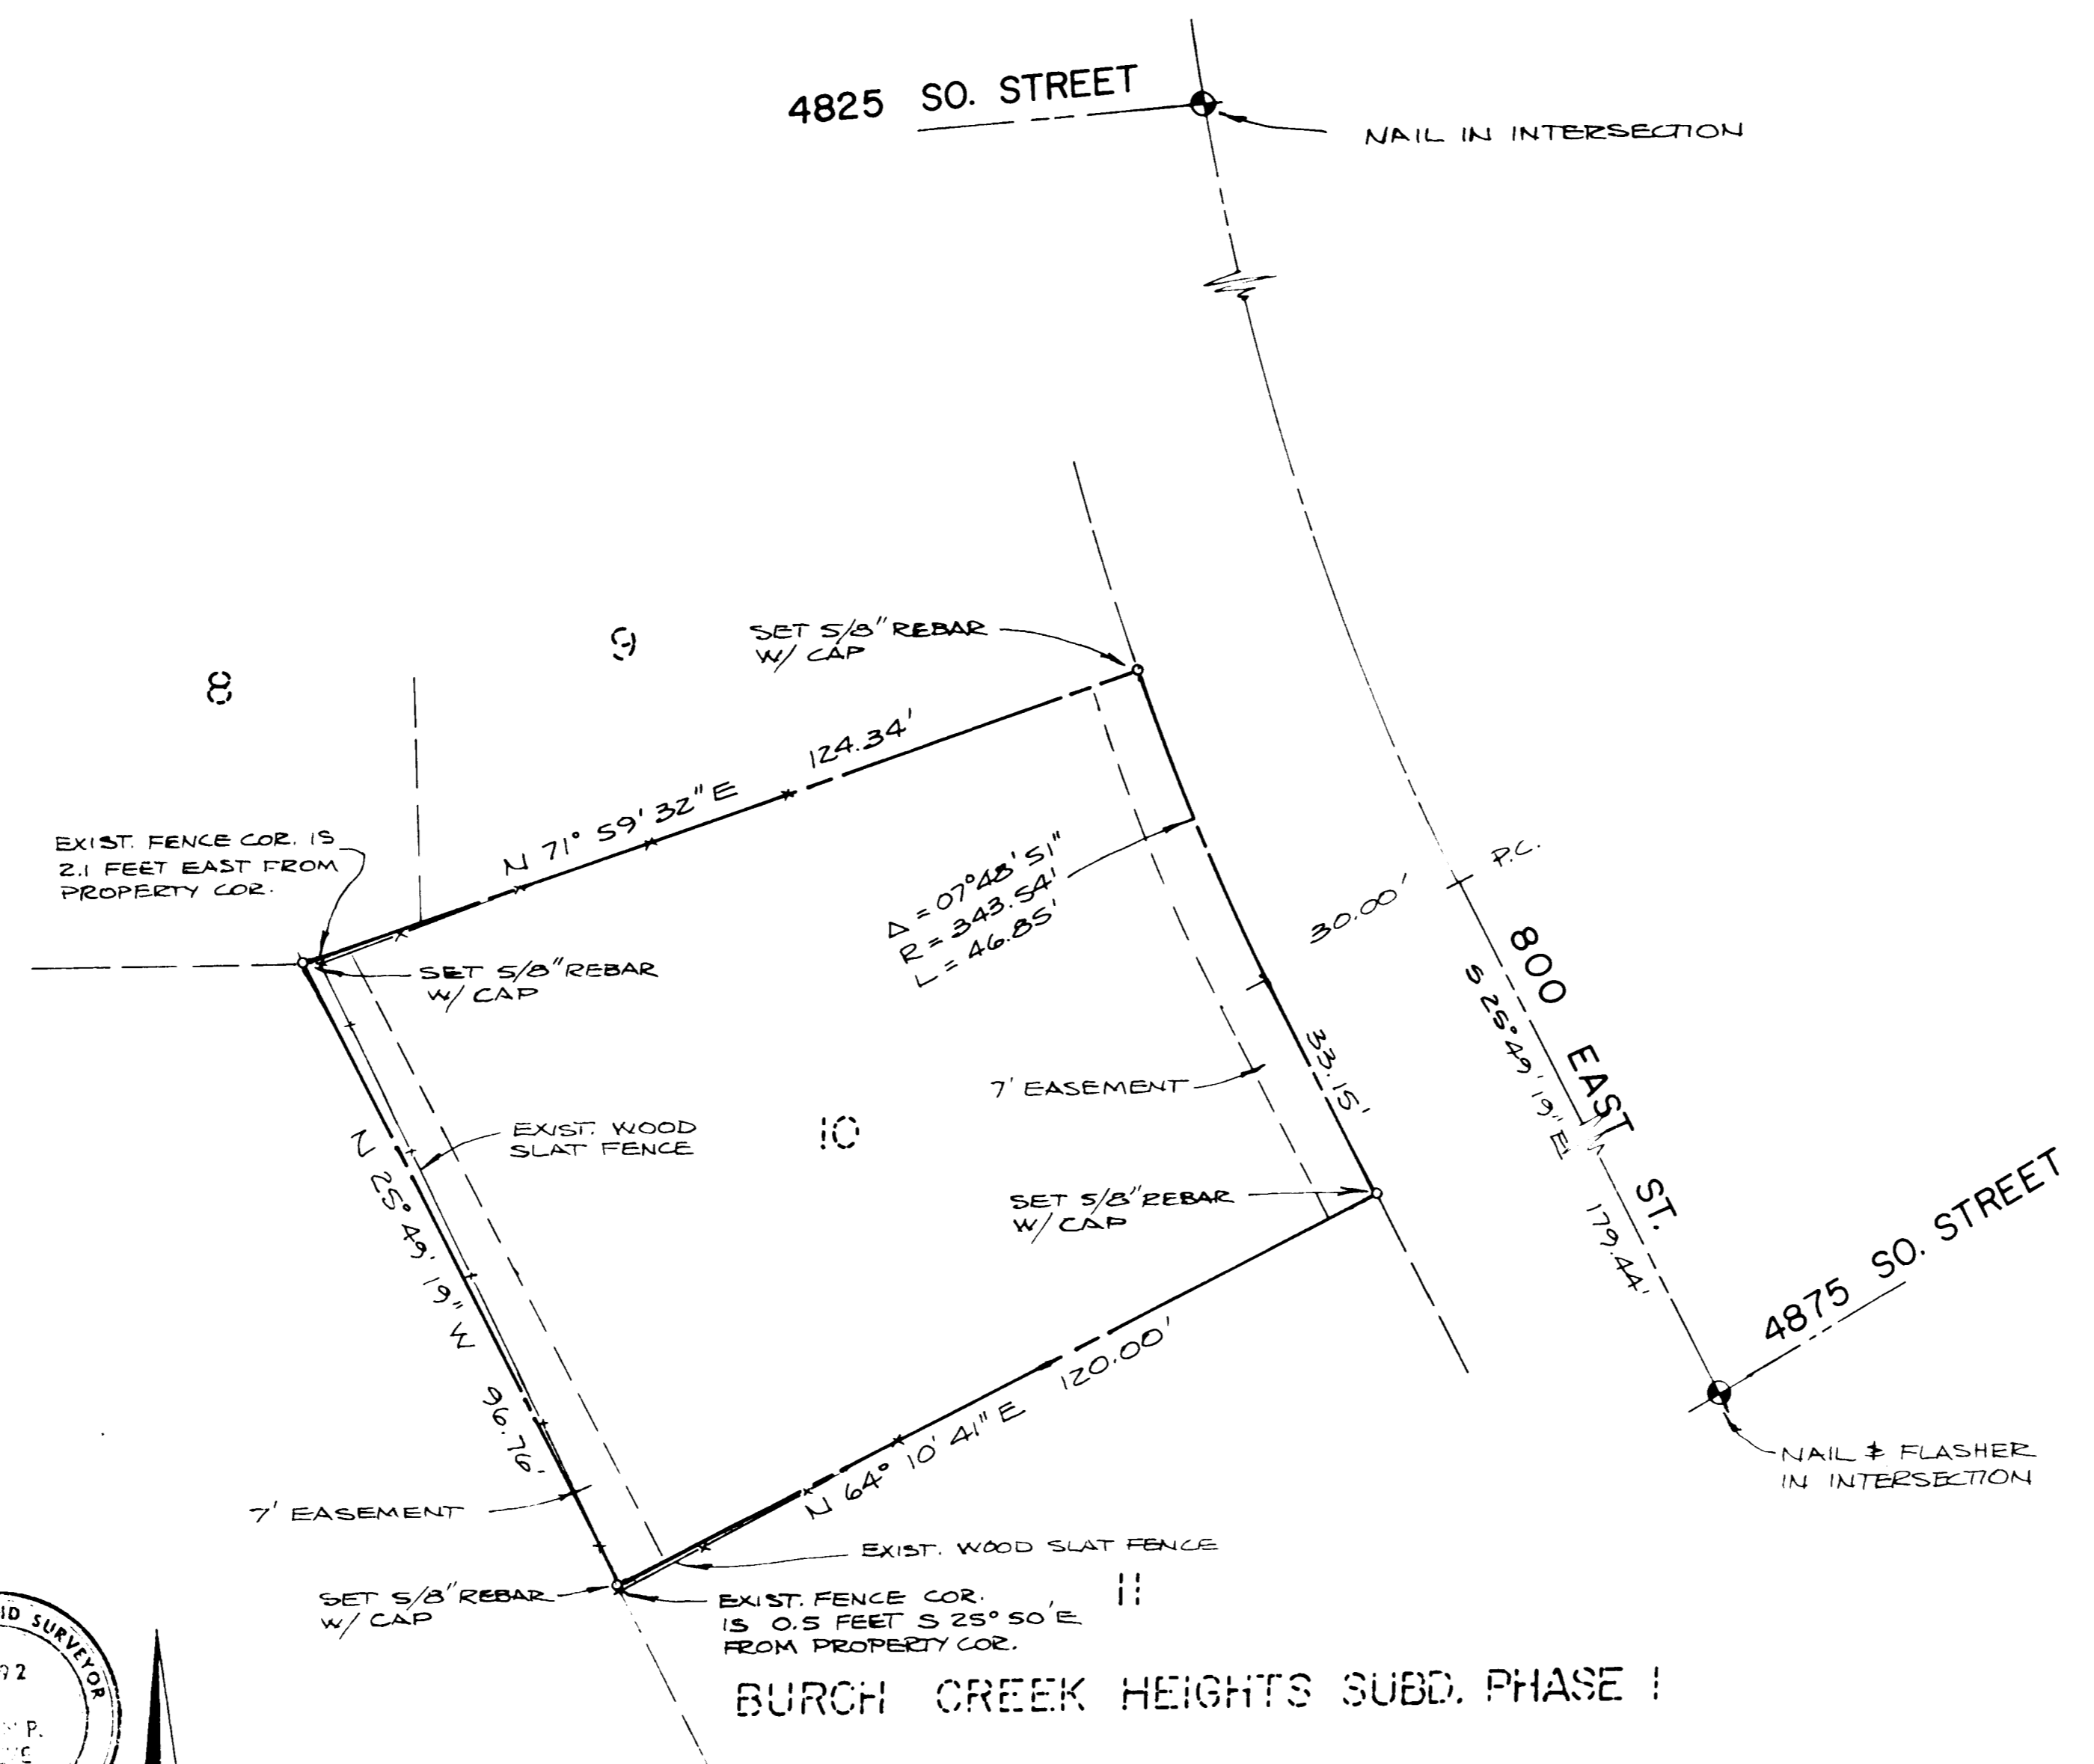 4825 SO. STREET
NAIL IN INTERSECTION
9
SET 5/8" REBAR
W/ CAP
8
124.34'
N 71° 59' 32" E
EXIST. FENCE COR. IS
2.1 FEET EAST FROM
PROPERTY COR.
Δ = 07°48'51"
R = 343.54'
L = 46.85'
P.C.
30.00'
800 EAST ST.
S 25° 49' 19" E
179.44'
SET 5/8" REBAR
W/ CAP
33.15'
7' EASEMENT
EXIST. WOOD
SLAT FENCE
10
N 25° 49' 19" W
96.76'
SET 5/8" REBAR
W/ CAP
4875 SO. STREET
120.00'
N 64° 10' 41" E
NAIL & FLASHER
IN INTERSECTION
7' EASEMENT
EXIST. WOOD SLAT FENCE
SET 5/8" REBAR
W/ CAP
EXIST. FENCE COR.
IS 0.5 FEET S 25° 50' E
FROM PROPERTY COR.
11
BURCH CREEK HEIGHTS SUBD. PHASE 1
SURVEYOR